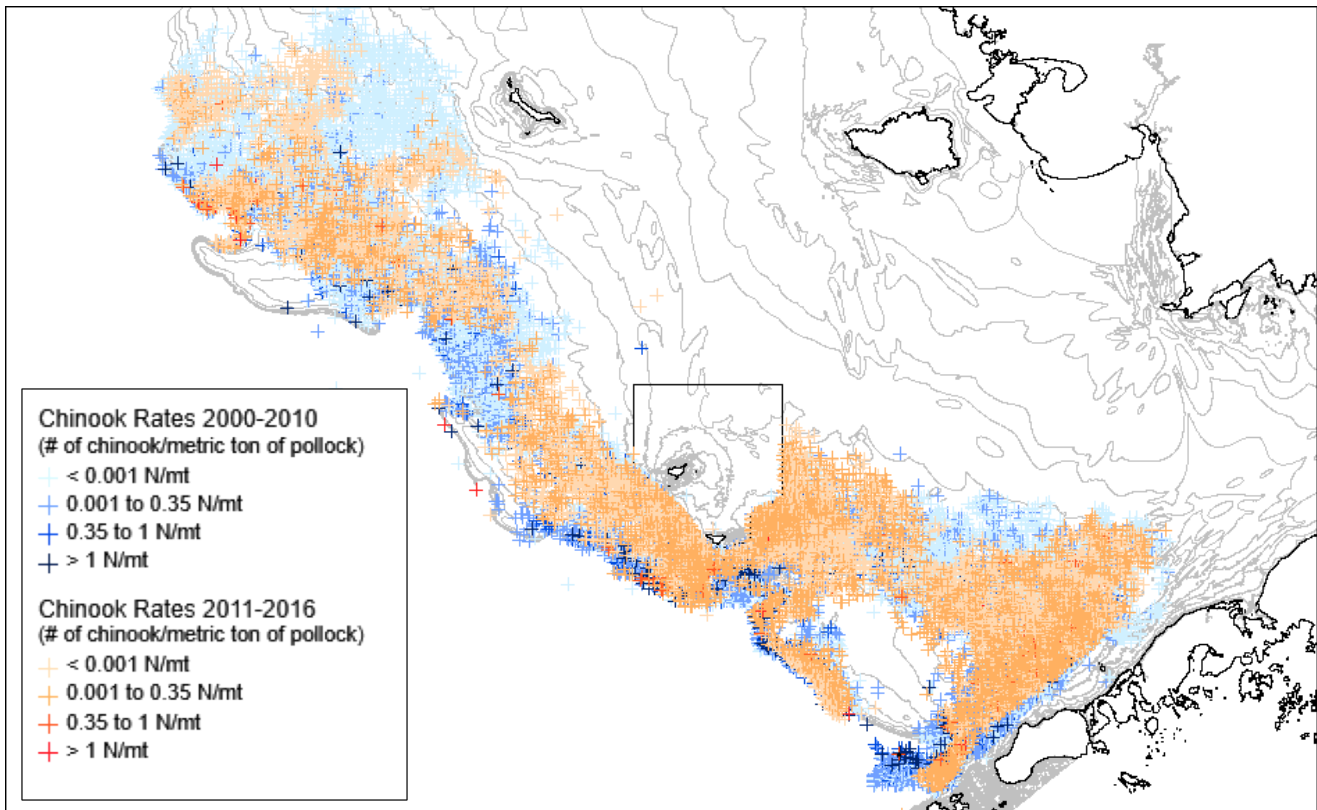 Chinook Rates 2000-2010
(# of chinook/metric ton of pollock)
< 0.001 N/mt
0.001 to 0.35 N/mt
0.35 to 1 N/mt
> 1 N/mt
Chinook Rates 2011-2016
(# of chinook/metric ton of pollock)
< 0.001 N/mt
0.001 to 0.35 N/mt
0.35 to 1 N/mt
> 1 N/mt